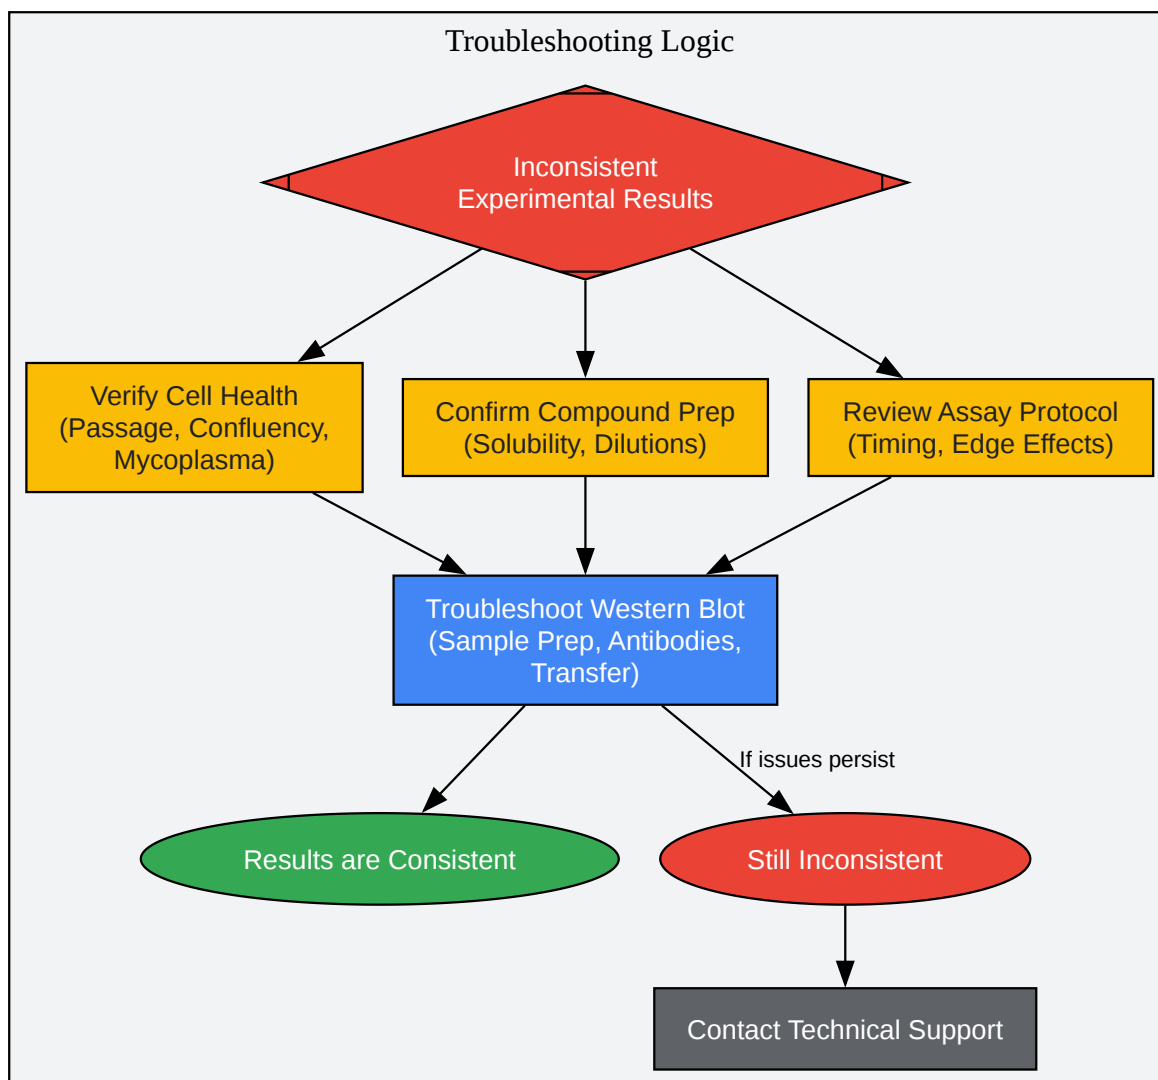 Troubleshooting Logic
Inconsistent
Experimental Results
Verify Cell Health
(Passage, Confluency,
Mycoplasma)
Confirm Compound Prep
(Solubility, Dilutions)
Review Assay Protocol
(Timing, Edge Effects)
Troubleshoot Western Blot
(Sample Prep, Antibodies,
Transfer)
If issues persist
Results are Consistent
Still Inconsistent
Contact Technical Support